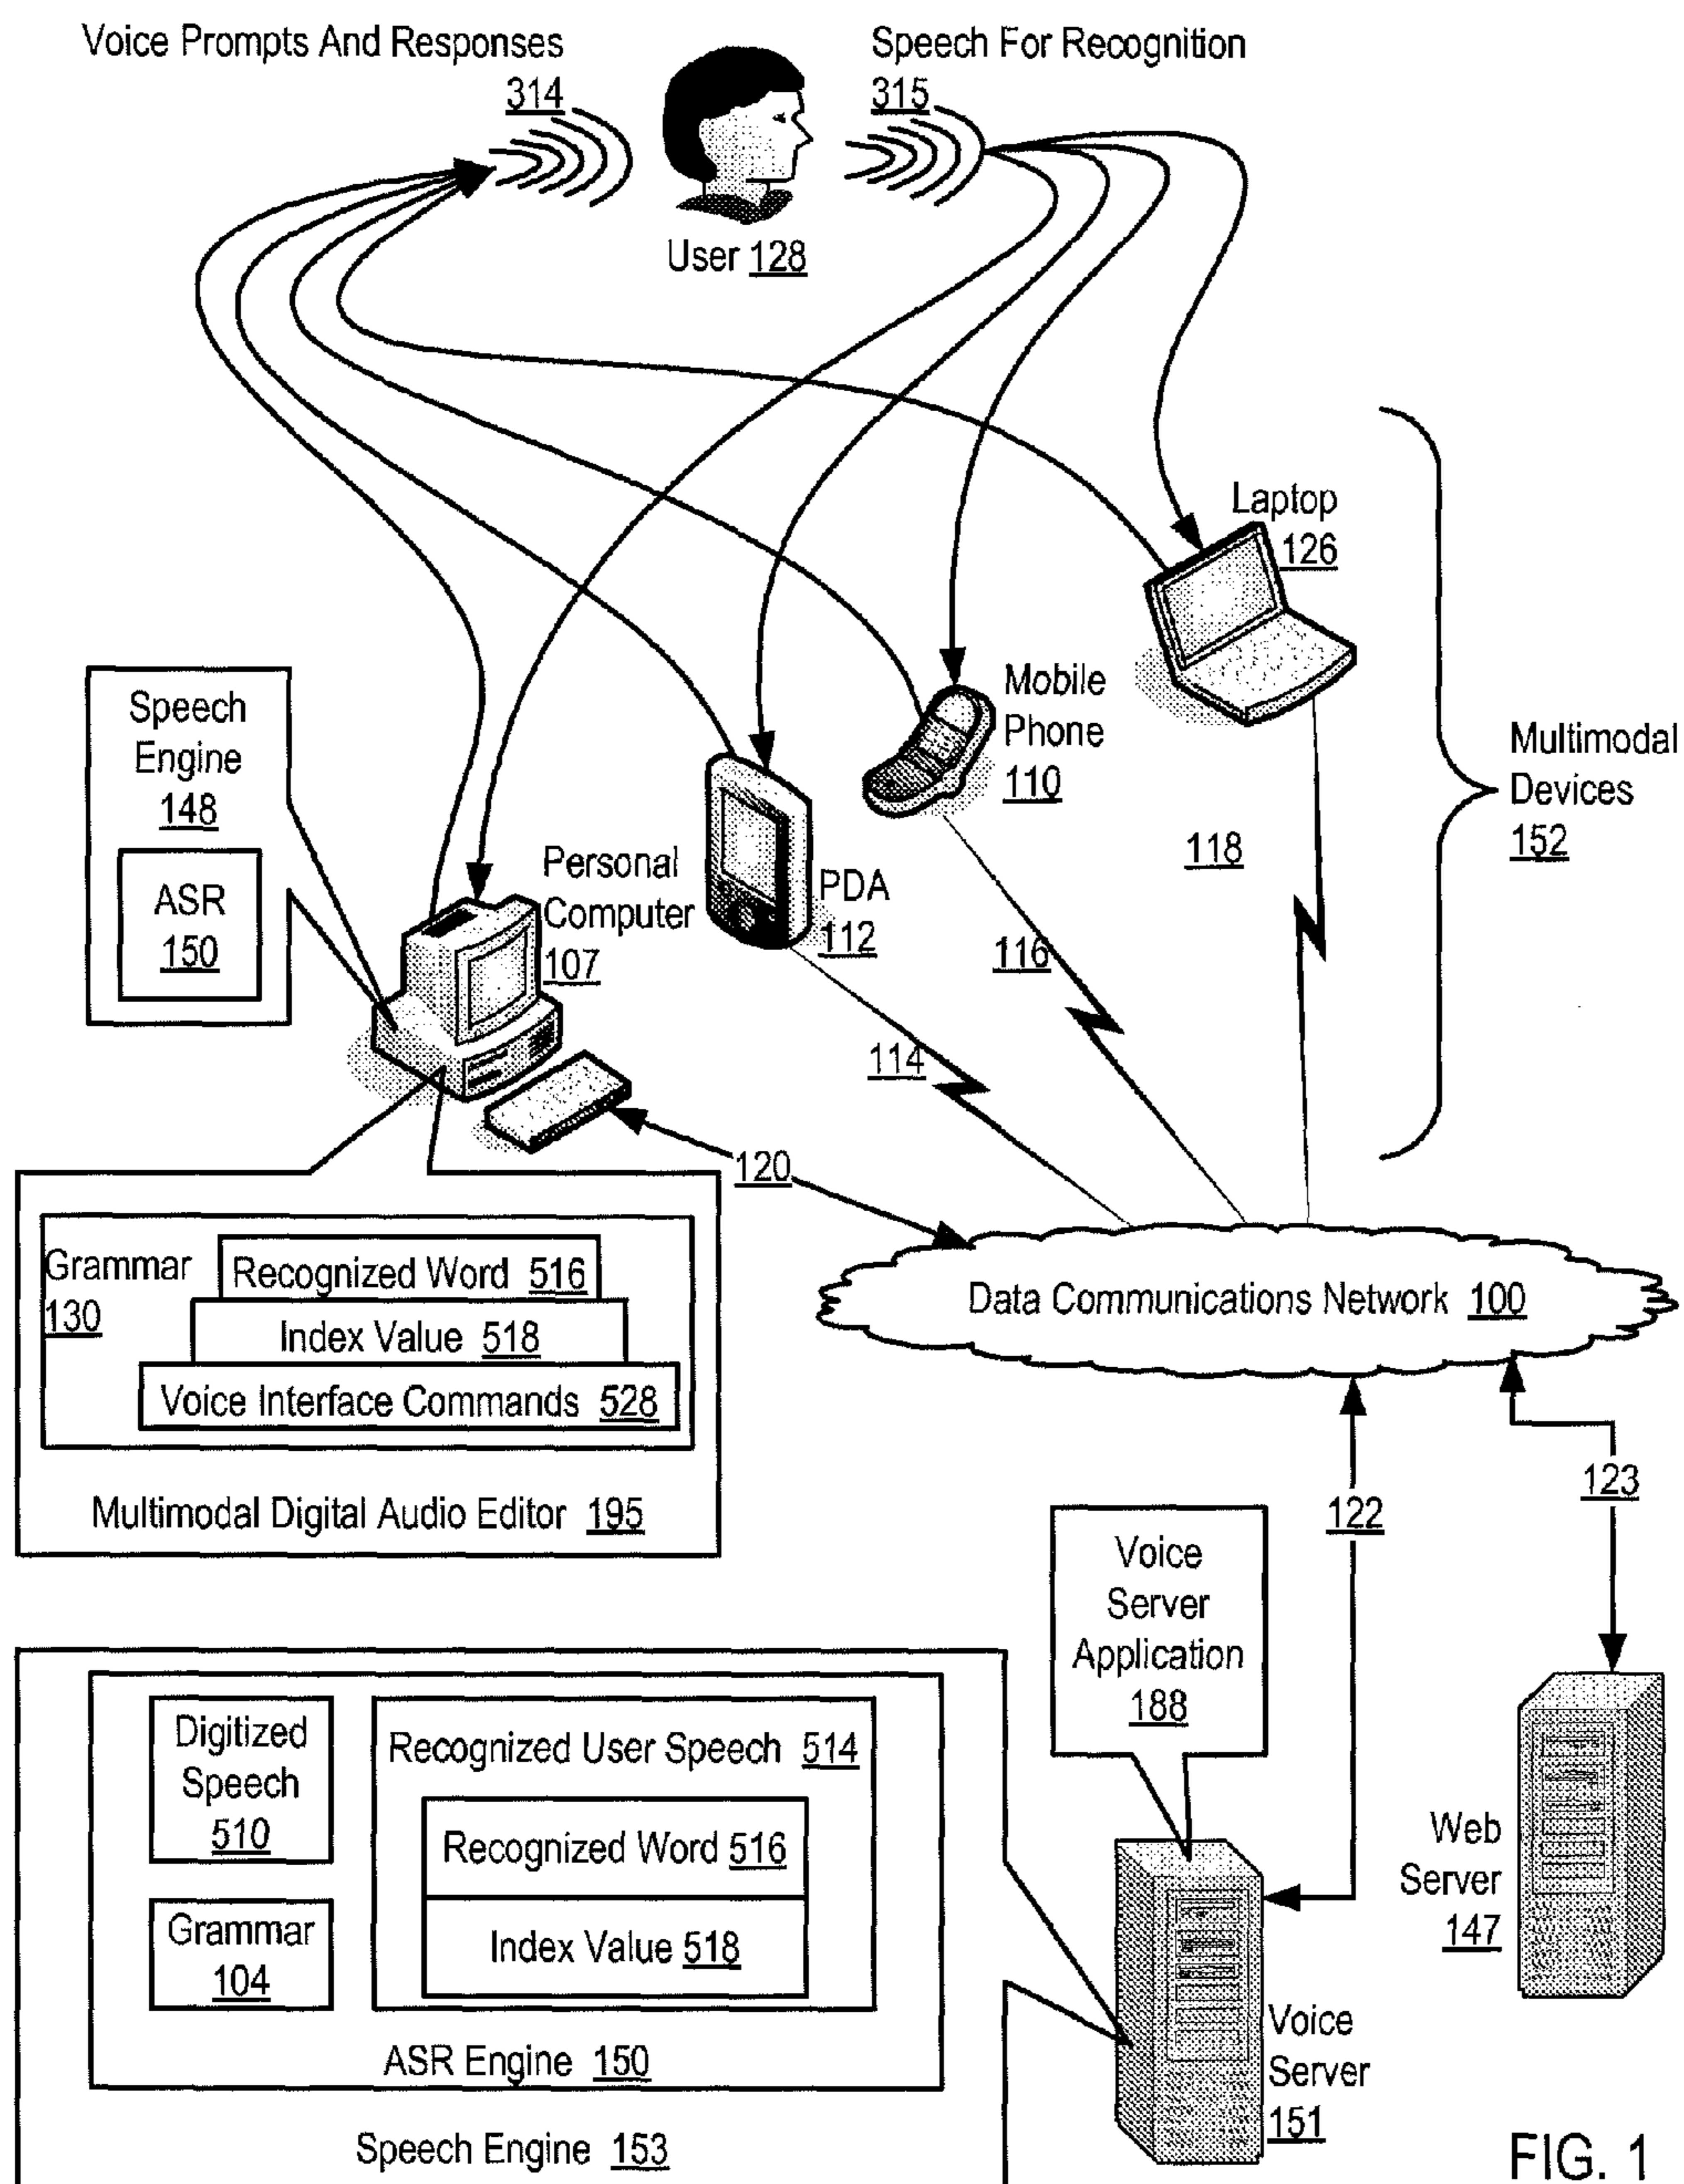 Voice Prompts And Responses
314
Speech For Recognition
315
User 128
Laptop
126
Mobile
Phone
110
Multimodal
Devices
152
Speech
Engine
148
ASR
150
Personal
Computer
107
PDA
112
118
116
114
120
Grammar
130
Recognized Word 516
Index Value 518
Voice Interface Commands 528
Multimodal Digital Audio Editor 195
Data Communications Network 100
122
123
Voice
Server
Application
188
Digitized
Speech
510
Grammar
104
Recognized User Speech 514
Recognized Word 516
Index Value 518
ASR Engine 150
Speech Engine 153
Web
Server
147
Voice
Server
151
FIG. 1